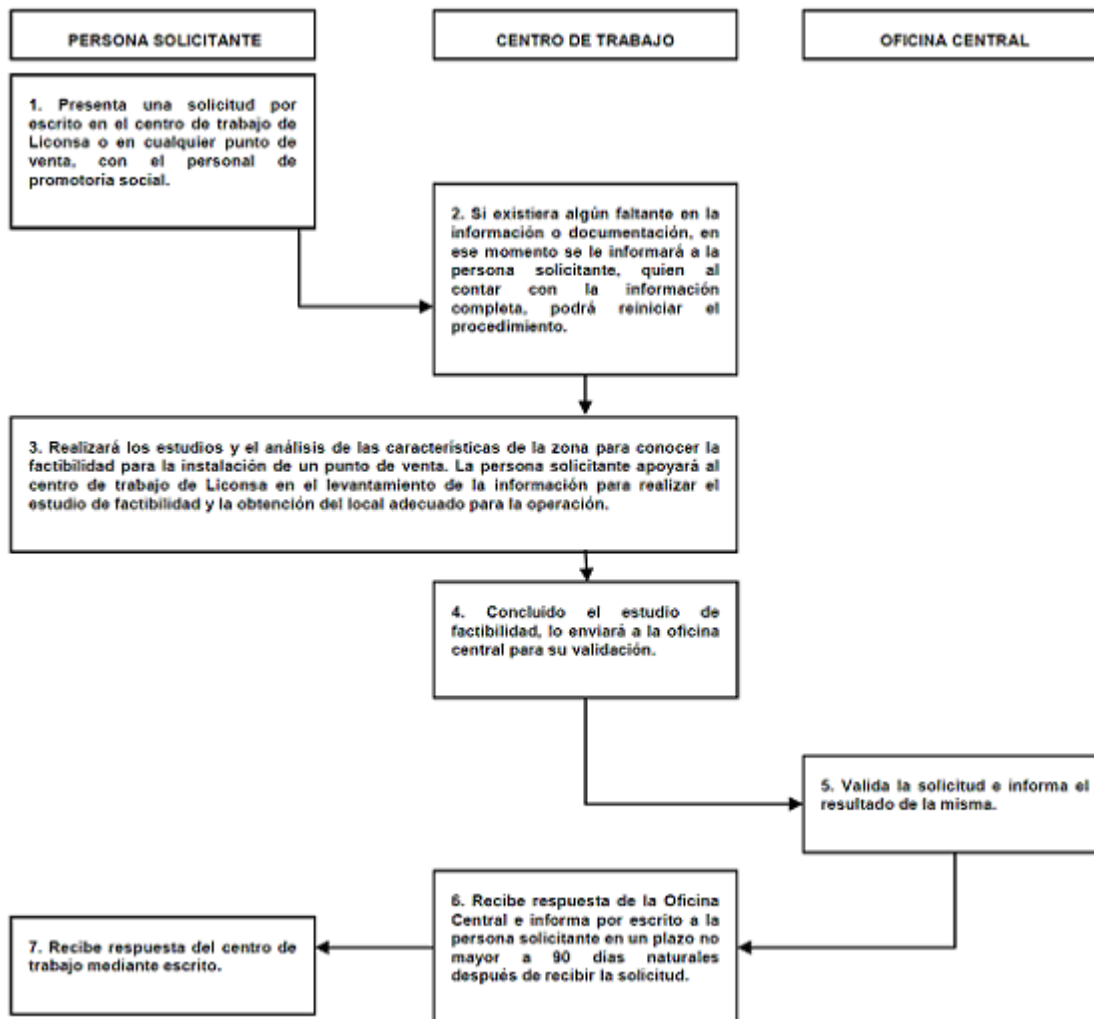 PERSONA SOLICITANTE
CENTRO DE TRABAJO
OFICINA CENTRAL
1. Presenta una solicitud por
escrito en el centro de trabajo de
Liconsa o en cualquier punto de
venta, con el personal de
promotoria social.
2. Si existiera algún faltante en la
información o documentación, en
ese momento se le informará a la
persona solicitante, quien al
contar con la información
completa, podrá reiniciar el
procedimiento.
3. Realizará los estudios y el análisis de las características de la zona para conocer la
factibilidad para la instalación de un punto de venta. La persona solicitante apoyará al
centro de trabajo de Liconsa en el levantamiento de la información para realizar el
estudio de factibilidad y la obtención del local adecuado para la operación.
4. Concluido el estudio de
factibilidad, lo enviará a la oficina
central para su validación.
5. Valida la solicitud e informa el
resultado de la misma.
6. Recibe respuesta de la Oficina
Central e informa por escrito a la
persona solicitante en un plazo no
mayor a 90 días naturales
después de recibir la solicitud.
7. Recibe respuesta del centro de
trabajo mediante escrito.